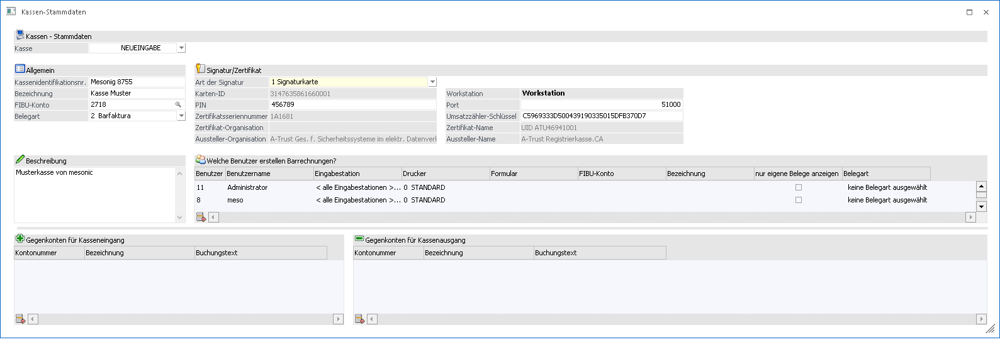 Kassen-Stammdaten
Kassen - Stammdaten
Kasse NEUEINGABE
Allgemein
Kassenidentifikationsnr. Mesonig 8755
Bezeichnung Kasse Muster
FIBU-Konto 2718
Belegart 2 Barfaktura
Signatur/Zertifikat
Art der Signatur 1 Signaturkarte
Karten-ID 3147635861660001
PIN 456789
Zertifikatsseriennummer 1A1681
Zertifikat-Organisation
Aussteller-Organisation A-Trust Ges. f. Sicherheitssysteme im elektr. Datenverk
Workstation Workstation
Port 51000
Umsatzzähler-Schlüssel C5969333D500439190335015DFB370D7
Zertifikat-Name UID ATU46941001
Aussteller-Name A-Trust Registrierkasse.CA
Beschreibung
Musterkasse von mesonic
Welche Benutzer erstellen Barrechnungen?
Benutzer Benutzername Eingabestation Drucker Formular FIBU-Konto Bezeichnung nur eigene Belege anzeigen Belegart
11 Administrator < alle Eingabestationen >... 0 STANDARD keine Belegart ausgewählt
8 meso < alle Eingabestationen >... 0 STANDARD keine Belegart ausgewählt
Gegenkonten für Kasseneingang
Kontonummer Bezeichnung Buchungstext
Gegenkonten für Kassenausgang
Kontonummer Bezeichnung Buchungstext